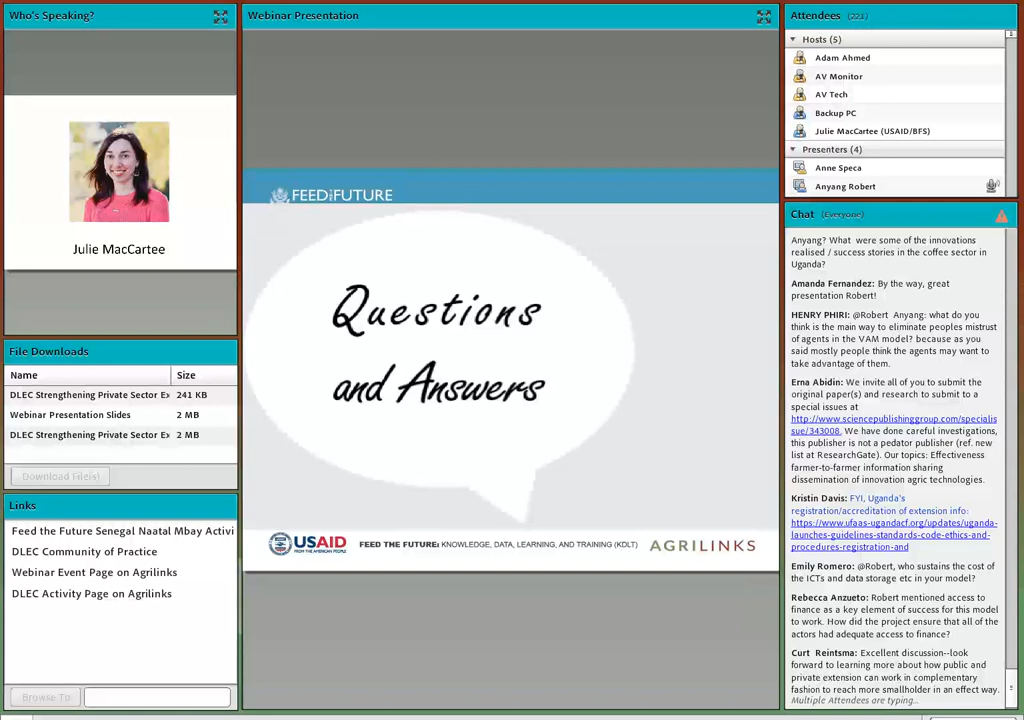 Who's Speaking?
Julie MacCartee
File Downloads
Name Size
DLEC Strengthening Private Sector Ex 241 KB
Webinar Presentation Slides 2 MB
DLEC Strengthening Private Sector Ex 2 MB
Download File(s)
Links
Feed the Future Senegal Naatal Mbay Activi
DLEC Community of Practice
Webinar Event Page on Agrilinks
DLEC Activity Page on Agrilinks
Browse To
Webinar Presentation
FEED THE FUTURE
Questions
and Answers
USAID
FROM THE AMERICAN PEOPLE
FEED THE FUTURE: KNOWLEDGE, DATA, LEARNING, AND TRAINING (KDLT)
AGRILINKS
Attendees (221)
Hosts (5)
Adam Ahmed
AV Monitor
AV Tech
Backup PC
Julie MacCartee (USAID/BFS)
Presenters (4)
Anne Speca
Anyang Robert
Chat (Everyone)
Anyang? What were some of the innovations
realised / success stories in the coffee sector in
Uganda?
Amanda Fernandez: By the way, great
presentation Robert!
HENRY PHIRI: @Robert Anyang: what do you
think is the main way to eliminate peoples mistrust
of agents in the VAM model? because as you
said mostly people think the agents may want to
take advantage of them.
Erna Abidin: We invite all of you to submit the
original paper(s) and research to submit to a
special issues at
http://www.sciencepublishinggroup.com/specialis
sue/343008. We have done careful investigations,
this publisher is not a pedator publisher (ref. new
list at ResearchGate). Our topics: Effectiveness
farmer-to-farmer information sharing
dissemination of innovation agric technologies.
Kristin Davis: FYI, Uganda's
registration/accreditation of extension info:
https://www.ufaas-ugandacf.org/updates/uganda-
launches-guidelines-standards-code-ethics-and-
procedures-registration-and
Emily Romero: @Robert, who sustains the cost of
the ICTs and data storage etc in your model?
Rebecca Anzueto: Robert mentioned access to
finance as a key element of success for this model
to work. How did the project ensure that all of the
actors had adequate access to finance?
Curt Reintsma: Excellent discussion--look
forward to learning more about how public and
private extension can work in complementary
fashion to reach more smallholder in an effect way.
Multiple Attendees are typing...